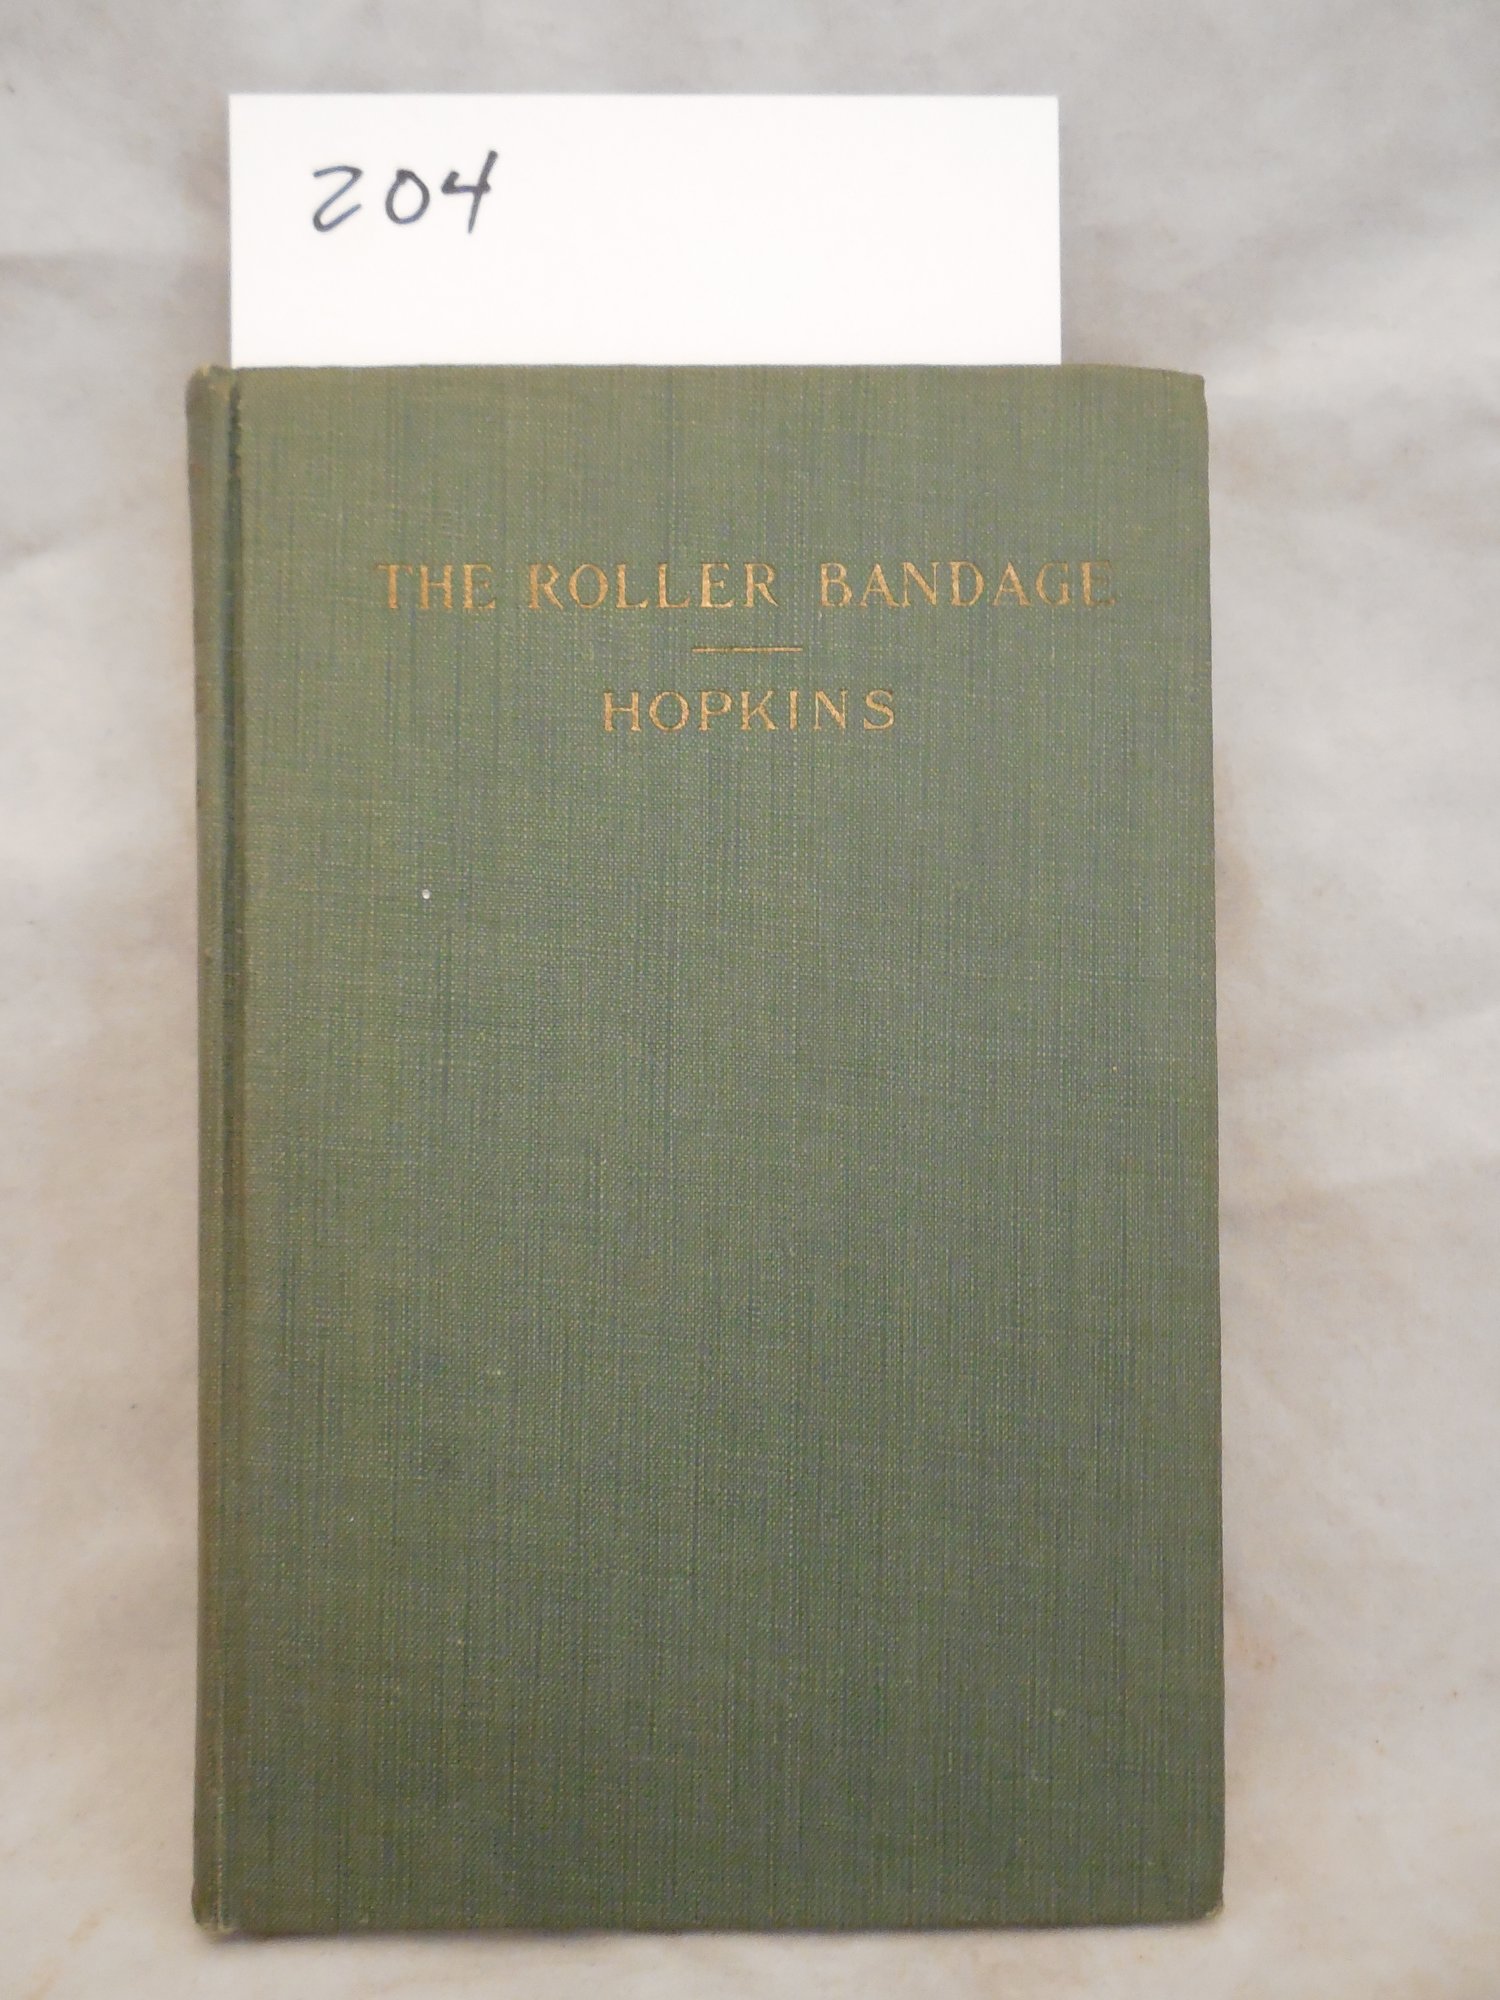 204
THE ROLLER BANDAGE
HOPKINS